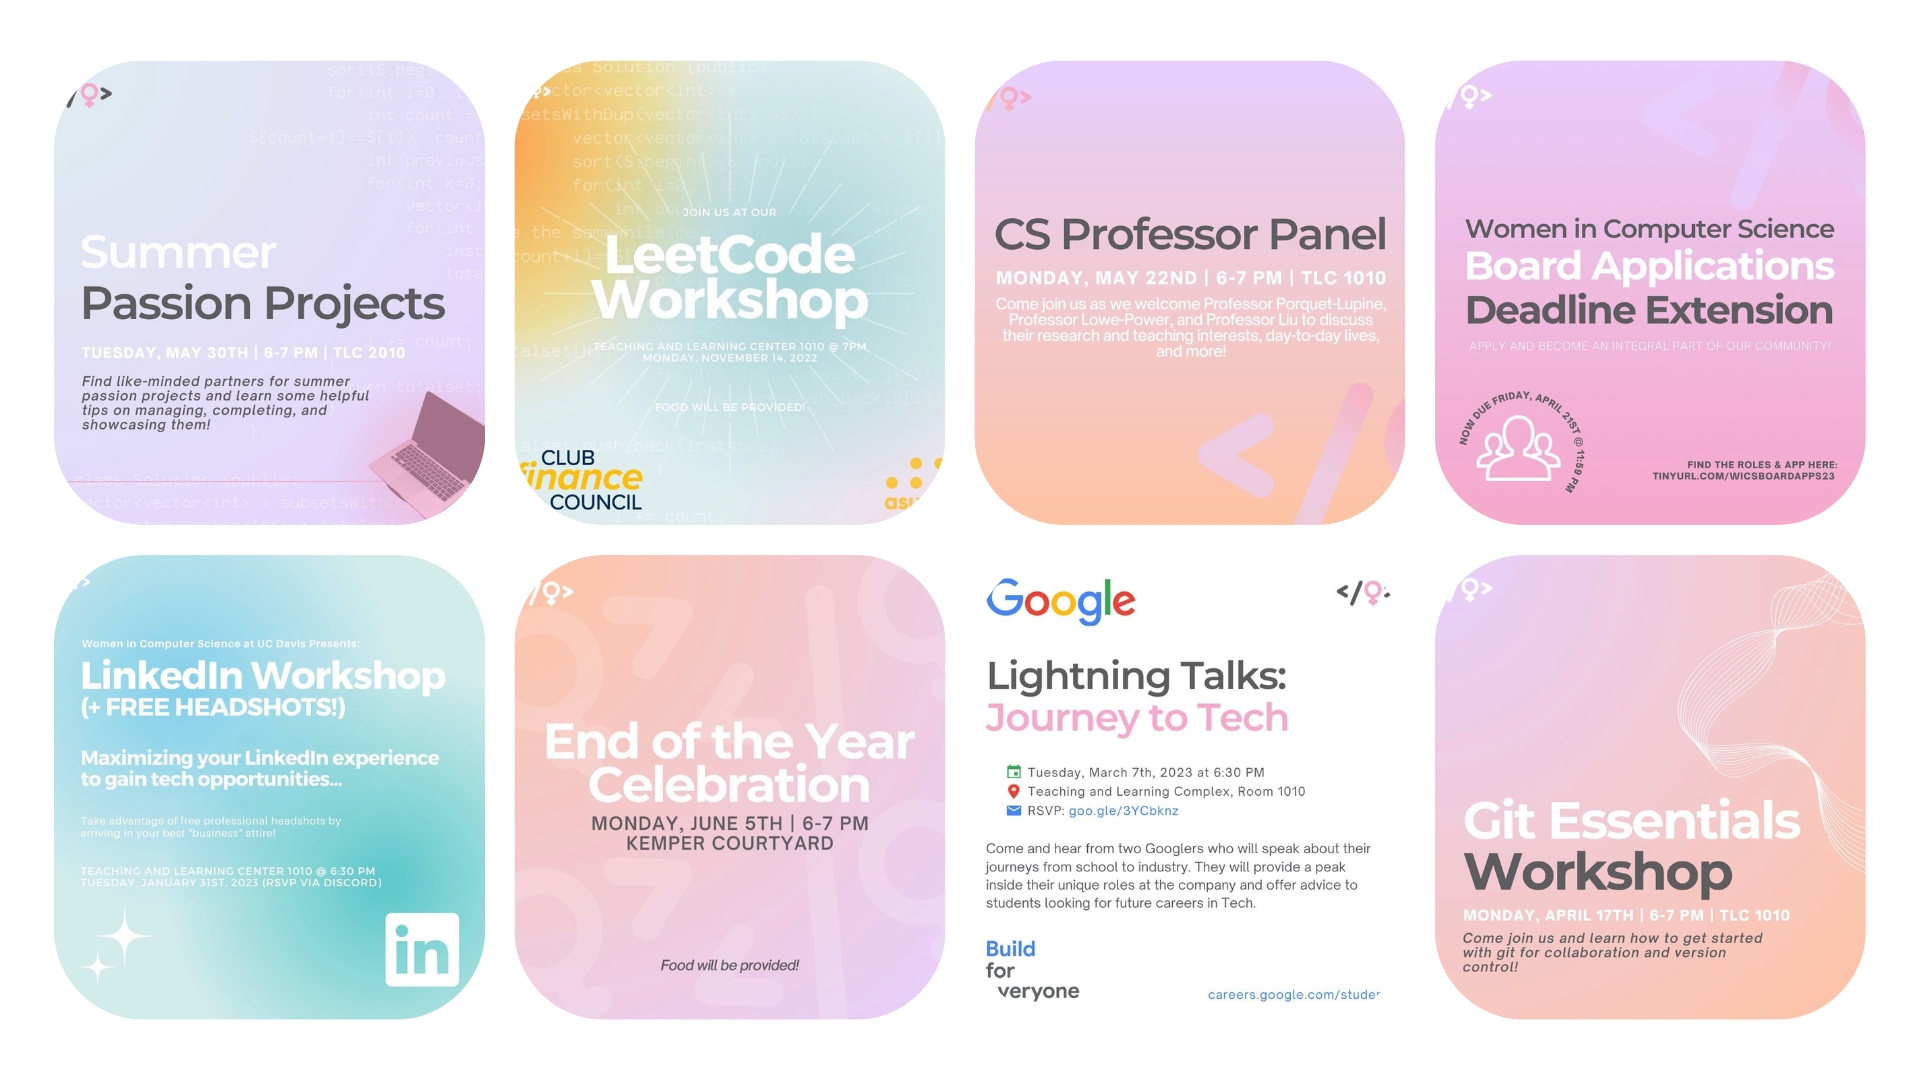 Summer
Passion Projects
TUESDAY, MAY 30TH | 6-7 PM | TLC 2010
Find like-minded partners for summer
passion projects and learn some helpful
tips on managing, completing, and
showcasing them!
JOIN US AT OUR
LeetCode
Workshop
TEACHING AND LEARNING CENTER 1010 @ 7PM
MONDAY, NOVEMBER 14, 2022
FOOD WILL BE PROVIDED!
CLUB
finance
COUNCIL
CS Professor Panel
MONDAY, MAY 22ND | 6-7 PM | TLC 1010
Come join us as we welcome Professor Porquet-Lupine,
Professor Lowe-Power, and Professor Liu to discuss
their research and teaching interests, day-to-day lives,
and more!
Women in Computer Science
Board Applications
Deadline Extension
APPLY AND BECOME AN INTEGRAL PART OF OUR COMMUNITY!
NOW DUE FRIDAY, APRIL 21ST @ 11:59 PM
FIND THE ROLES & APP HERE:
TINYURL.COM/WICSBOARDAPPS23
Women in Computer Science at UC Davis Presents:
LinkedIn Workshop
(+ FREE HEADSHOTS!)
Maximizing your LinkedIn experience
to gain tech opportunities...
Take advantage of free professional headshots by
arriving in your best "business" attire!
TEACHING AND LEARNING CENTER 1010 @ 6:30 PM
TUESDAY, JANUARY 31ST, 2023 (RSVP VIA DISCORD)
in
End of the Year
Celebration
MONDAY, JUNE 5TH | 6-7 PM
KEMPER COURTYARD
Food will be provided!
Google
Lightning Talks:
Journey to Tech
Tuesday, March 7th, 2023 at 6:30 PM
Teaching and Learning Complex, Room 1010
RSVP: goo.gle/3YCbknz
Come and hear from two Googlers who will speak about their
journeys from school to industry. They will provide a peak
inside their unique roles at the company and offer advice to
students looking for future careers in Tech.
Build
for
veryone
careers.google.com/studer
Git Essentials
Workshop
MONDAY, APRIL 17TH | 6-7 PM | TLC 1010
Come join us and learn how to get started
with git for collaboration and version
control!